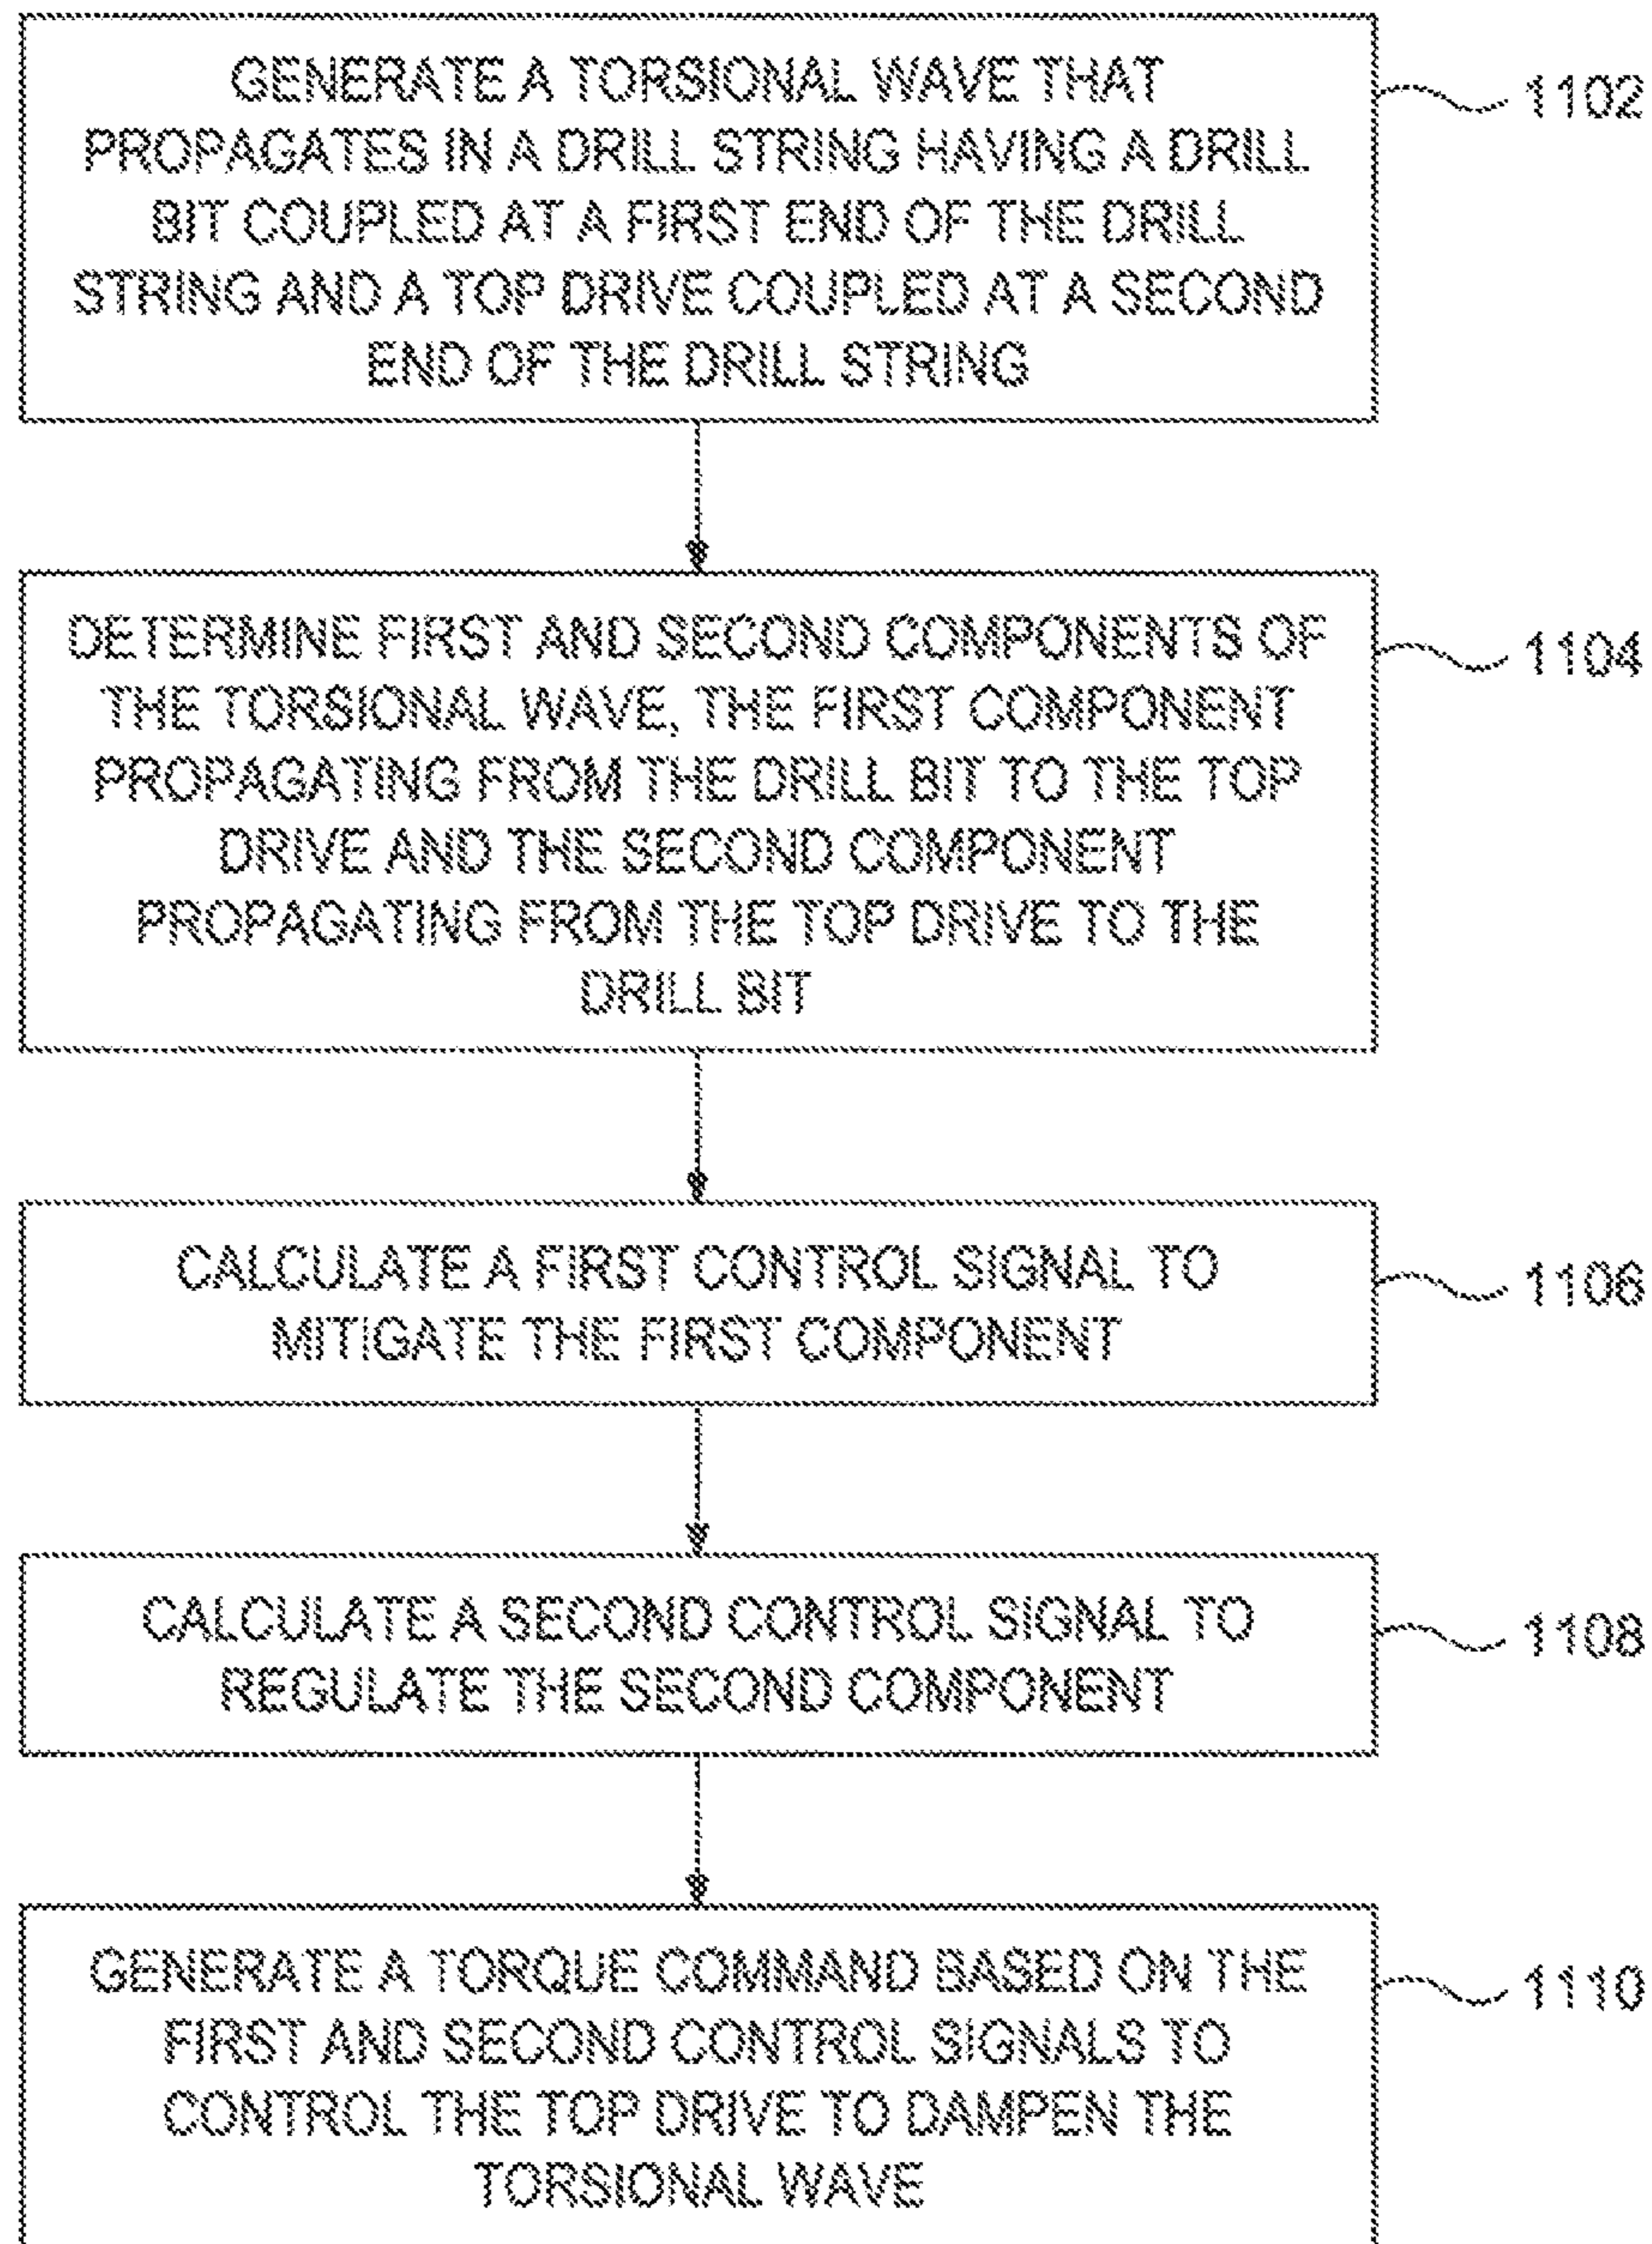 GENERATE A TORSIONAL WAVE THAT
PROPAGATES IN A DRILL STRING HAVING A DRILL
BIT COUPLED AT A FIRST END OF THE DRILL
STRING AND A TOP DRIVE COUPLED AT A SECOND
END OF THE DRILL STRING
1102
DETERMINE FIRST AND SECOND COMPONENTS OF
THE TORSIONAL WAVE, THE FIRST COMPONENT
PROPAGATING FROM THE DRILL BIT TO THE TOP
DRIVE AND THE SECOND COMPONENT
PROPAGATING FROM THE TOP DRIVE TO THE
DRILL BIT
1104
CALCULATE A FIRST CONTROL SIGNAL TO
MITIGATE THE FIRST COMPONENT
1106
CALCULATE A SECOND CONTROL SIGNAL TO
REGULATE THE SECOND COMPONENT
1108
GENERATE A TORQUE COMMAND BASED ON THE
FIRST AND SECOND CONTROL SIGNALS TO
CONTROL THE TOP DRIVE TO DAMPEN THE
TORSIONAL WAVE
1110